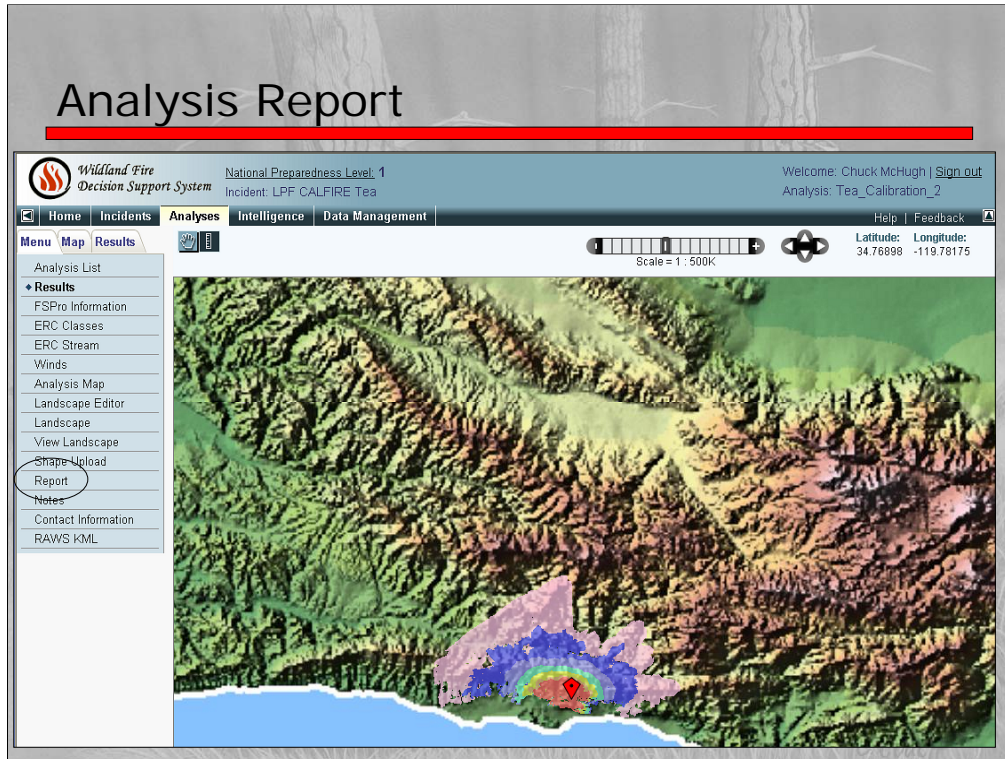 Analysis Report
Wildland Fire
Decision Support System
National Preparedness Level: 1
Incident: LPF CALFIRE Tea
Welcome: Chuck McHugh | Sign out
Analysis: Tea_Calibration_2
Home Incidents Analyses Intelligence Data Management
Help | Feedback
Menu Map Results
Scale = 1 : 500K
Latitude: Longitude:
34.76898 -119.78175
Analysis List
Results
FSPro Information
ERC Classes
ERC Stream
Winds
Analysis Map
Landscape Editor
Landscape
View Landscape
Shape Upload
Report
Notes
Contact Information
RAWS KML